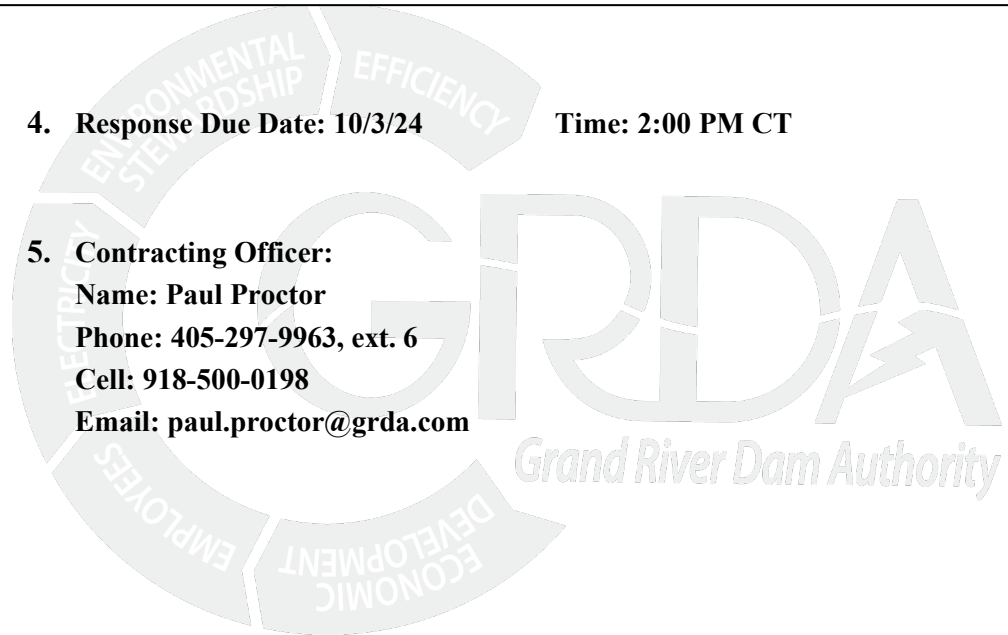 4. Response Due Date: 10/3/24 Time: 2:00 PM CT
5. Contracting Officer:
Name: Paul Proctor
Phone: 405-297-9963, ext. 6
Cell: 918-500-0198
Email: paul.proctor@grda.com
ENVIRONMENTAL
STEWARDSHIP
EFFICIENCY
ELECTRICITY
EMPLOYEES
ECONOMIC
DEVELOPMENT
GRDA
Grand River Dam Authority